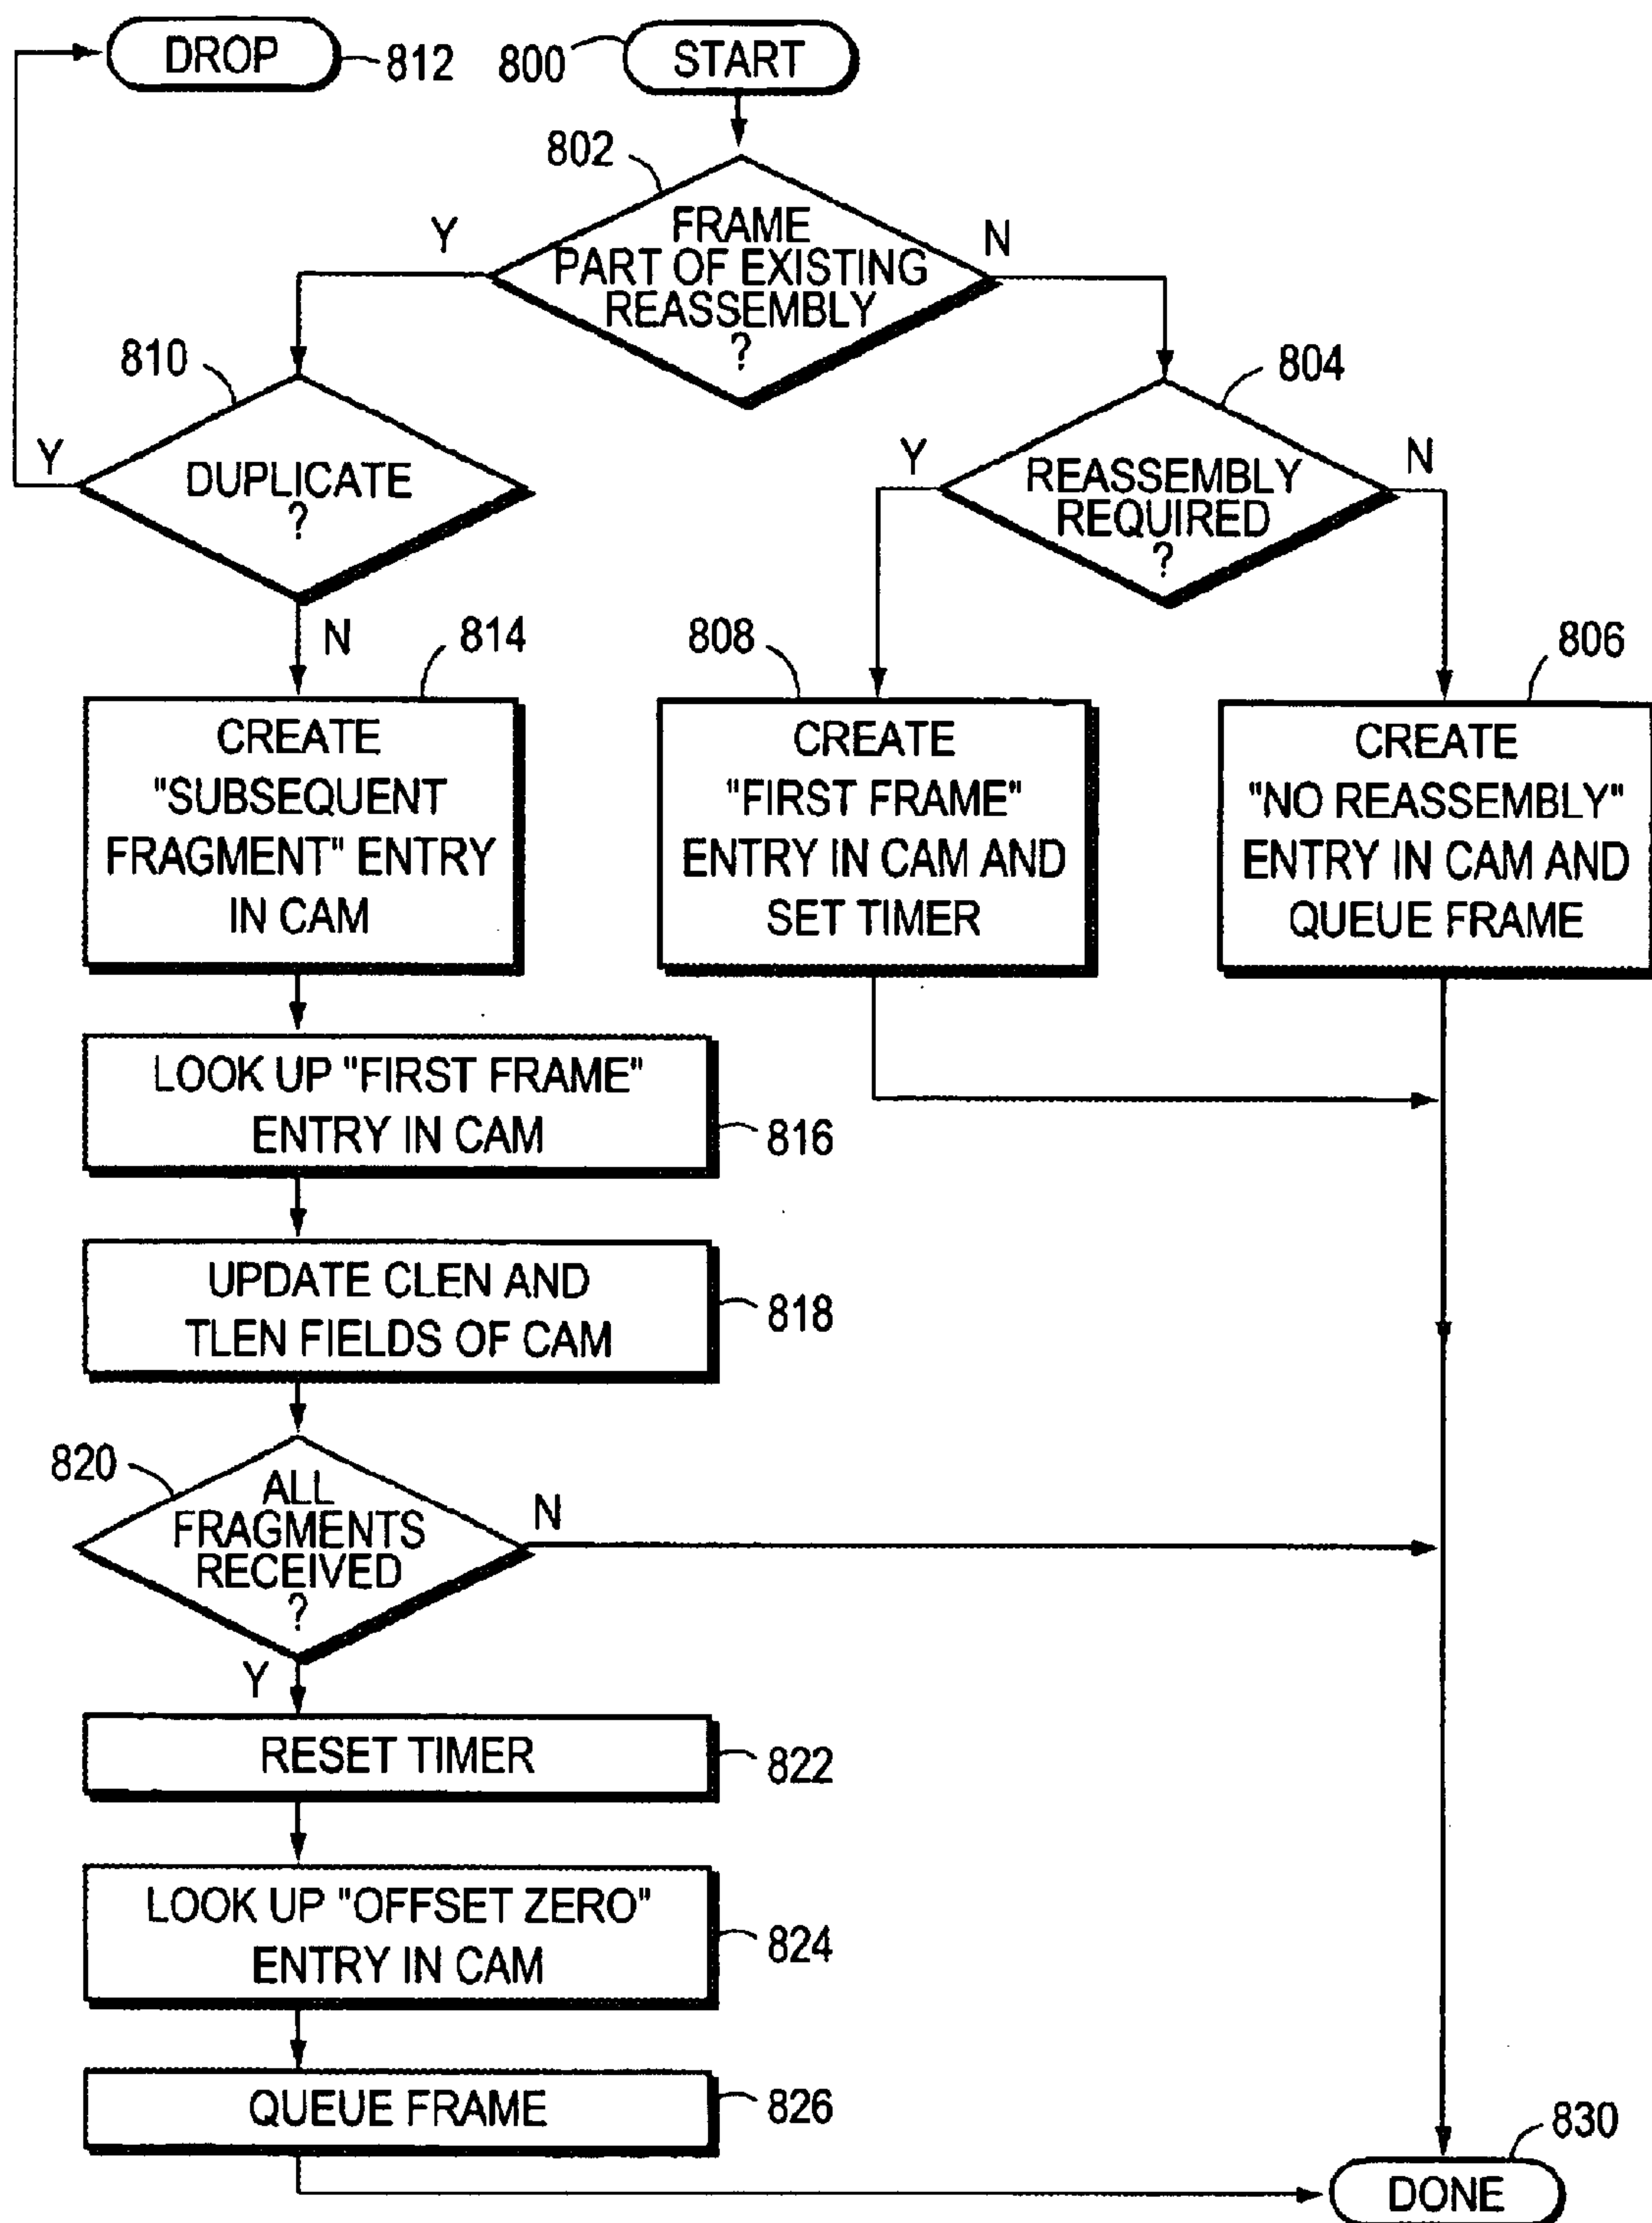 DROP
812
800
START
802
Y
FRAME
PART OF EXISTING
REASSEMBLY
?
N
810
804
Y
DUPLICATE
?
Y
REASSEMBLY
REQUIRED
?
N
N
814
808
806
CREATE
"SUBSEQUENT
FRAGMENT" ENTRY
IN CAM
CREATE
"FIRST FRAME"
ENTRY IN CAM AND
SET TIMER
CREATE
"NO REASSEMBLY"
ENTRY IN CAM AND
QUEUE FRAME
LOOK UP "FIRST FRAME"
ENTRY IN CAM
816
UPDATE CLEN AND
TLEN FIELDS OF CAM
818
820
ALL
FRAGMENTS
RECEIVED
?
N
Y
RESET TIMER
822
LOOK UP "OFFSET ZERO"
ENTRY IN CAM
824
QUEUE FRAME
826
830
DONE